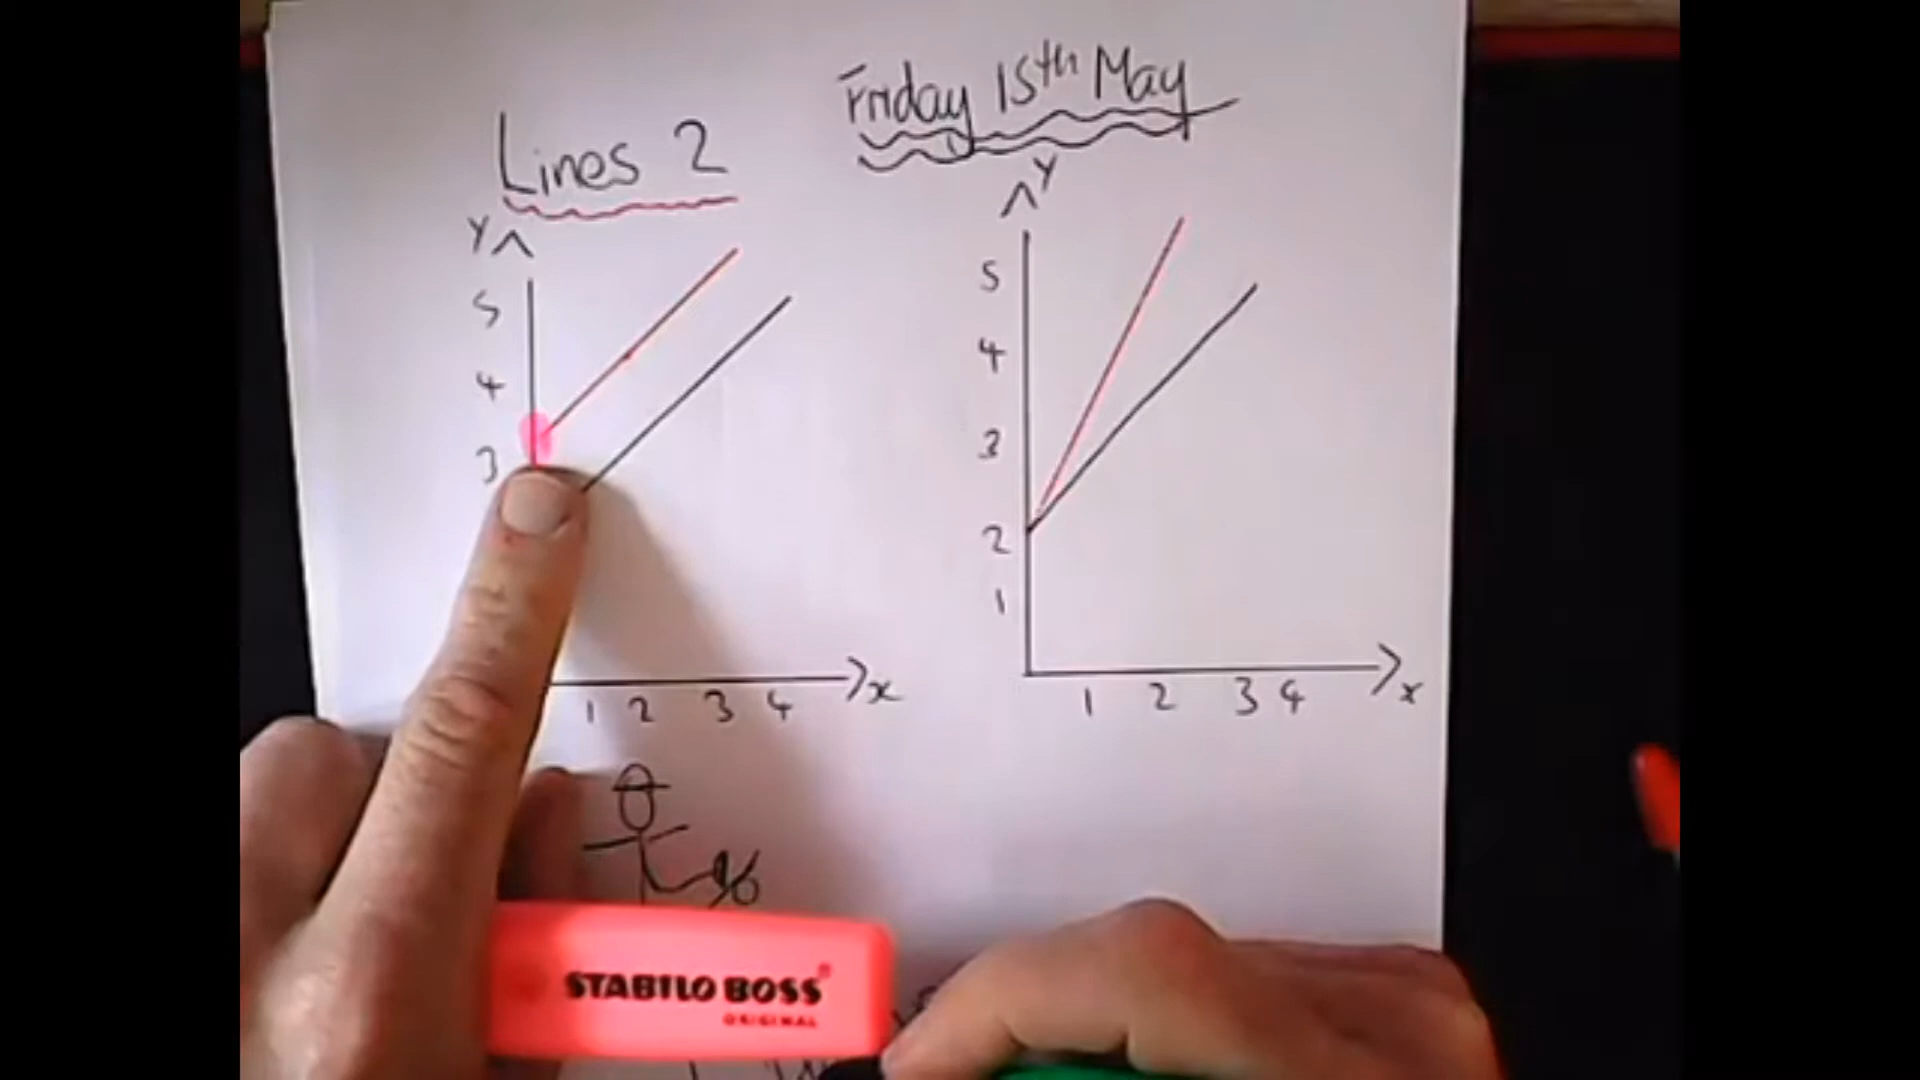 Friday 15th May
Lines 2
Y
5
4
3
1 2 3 4 x
Y
5
4
3
2
1
1 2 3 4 x
STABILO BOSS
ORIGINAL